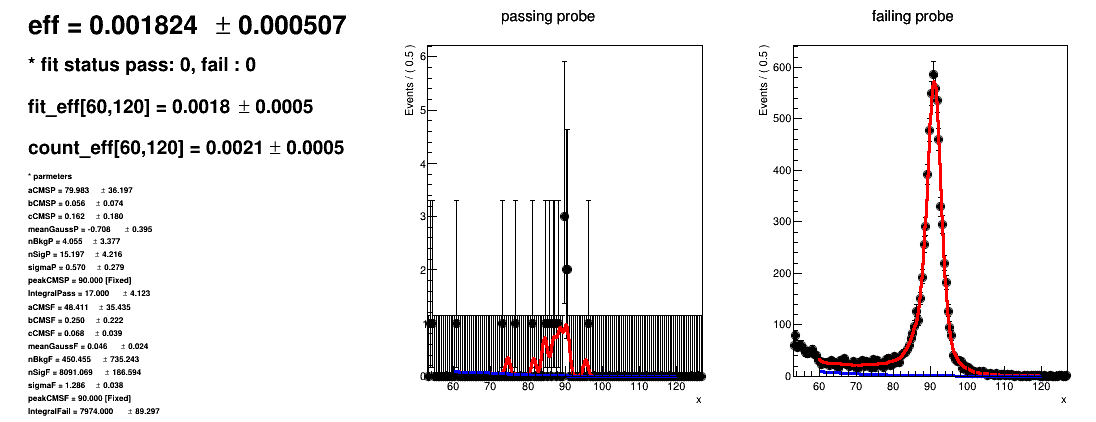 eff = 0.001824 ± 0.000507
* fit status pass: 0, fail : 0
fit_eff[60,120] = 0.0018 ± 0.0005
count_eff[60,120] = 0.0021 ± 0.0005
* parmeters
aCMSP = 79.983 ± 36.197
bCMSP = 0.056 ± 0.074
cCMSP = 0.162 ± 0.180
meanGaussP = -0.708 ± 0.395
nBkgP = 4.055 ± 3.377
nSigP = 15.197 ± 4.216
sigmaP = 0.570 ± 0.279
peakCMSP = 90.000 [Fixed]
IntegralPass = 17.000 ± 4.123
aCMSF = 48.411 ± 35.435
bCMSF = 0.250 ± 0.222
cCMSF = 0.068 ± 0.039
meanGaussF = 0.046 ± 0.024
nBkgF = 450.455 ± 735.243
nSigF = 8091.069 ± 186.594
sigmaF = 1.286 ± 0.038
peakCMSF = 90.000 [Fixed]
IntegralFail = 7974.000 ± 89.297
passing probe
Events / ( 0.5 )
6
5
4
3
2
0
60 70 80 90 100 110 120
x
failing probe
Events / ( 0.5 )
600
500
400
300
200
100
0
60 70 80 90 100 110 120
x